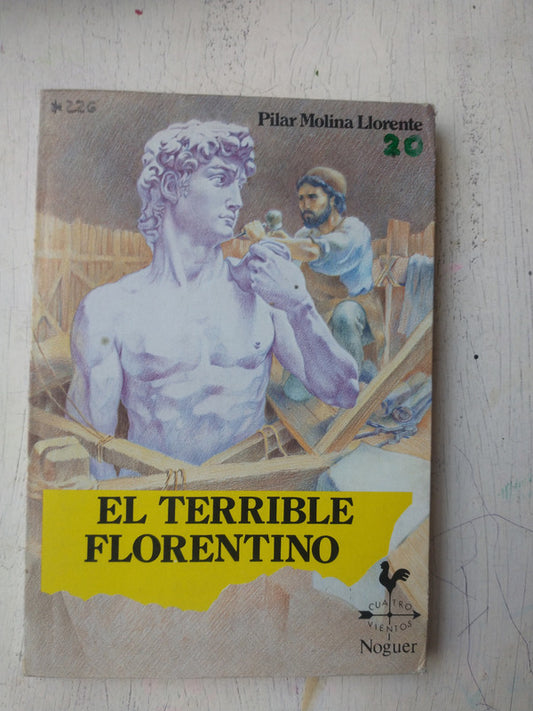 *226
Pilar Molina Llorente
20
EL TERRIBLE
FLORENTINO
CUATRO
VIENTOS
Noguer